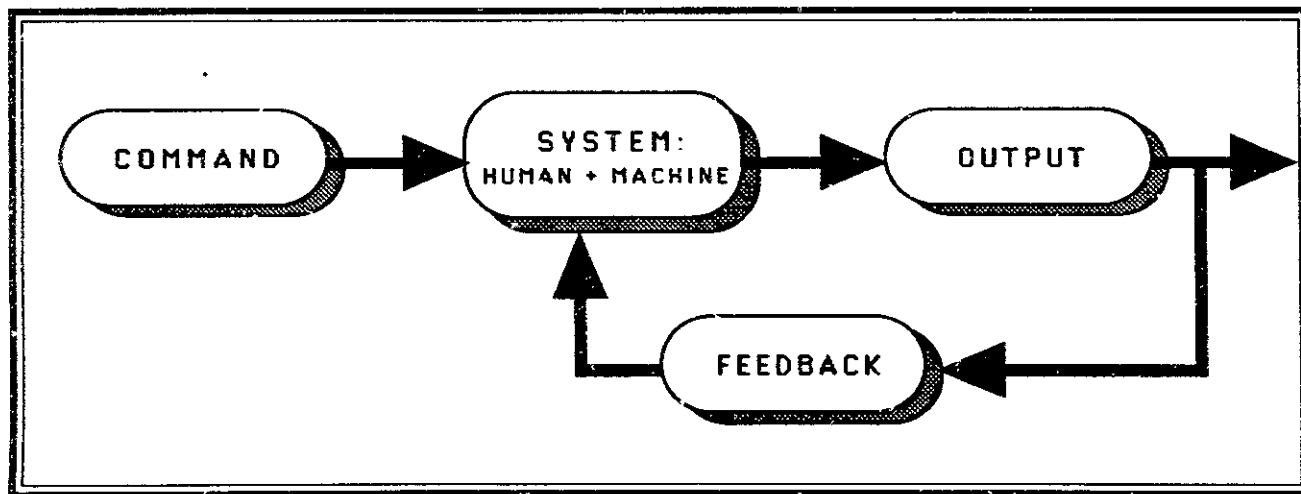 COMMAND
SYSTEM:
HUMAN + MACHINE
OUTPUT
FEEDBACK